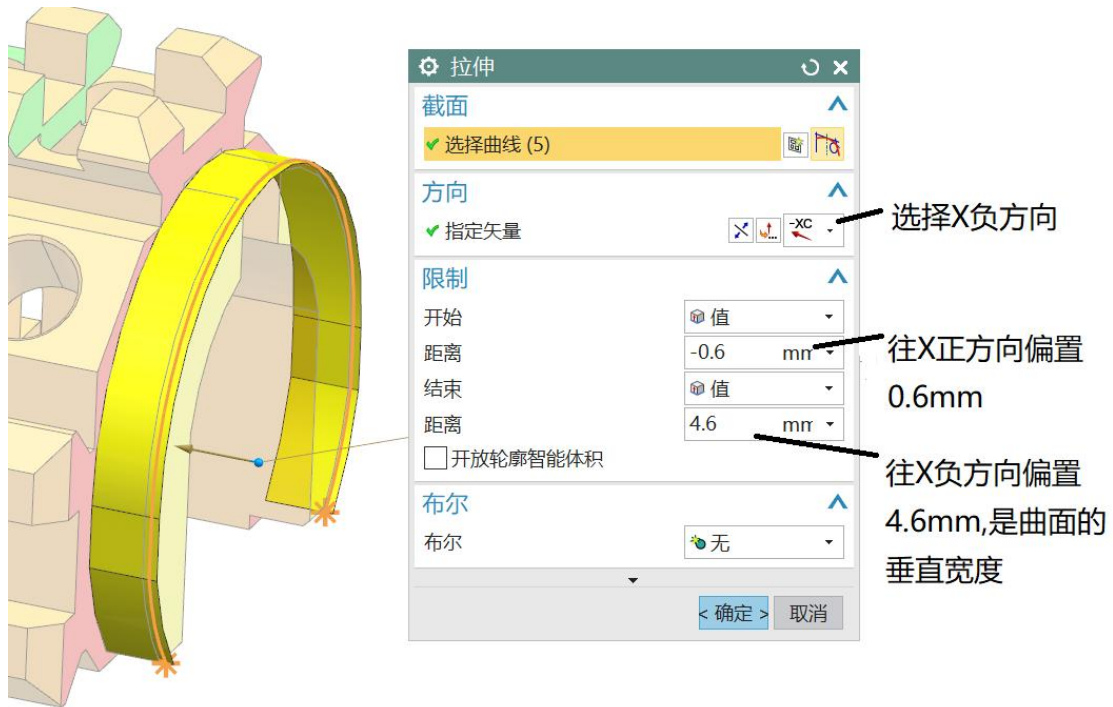 拉伸
截面
选择曲线 (5)
方向
指定矢量
-XC
选择X负方向
限制
开始
值
距离
-0.6 mm
往X正方向偏置
0.6mm
结束
值
距离
4.6 mm
往X负方向偏置
4.6mm,是曲面的
垂直宽度
开放轮廓智能体积
布尔
布尔
无
< 确定 >
取消